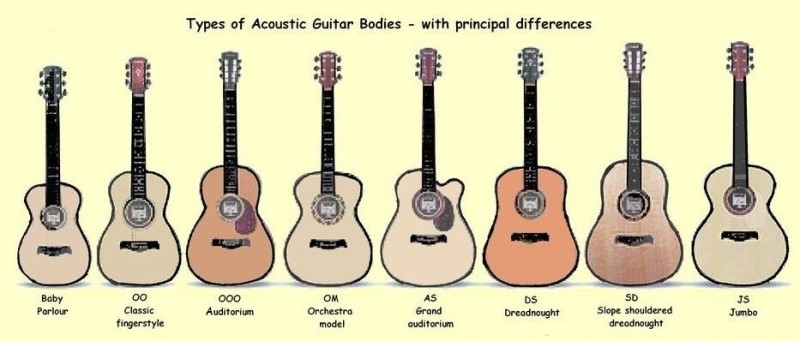 Types of Acoustic Guitar Bodies - with principal differences
Baby
Parlour
OO
Classic
fingerstyle
OOO
Auditorium
OM
Orchestra
model
AS
Grand
auditorium
DS
Dreadnought
SD
Slope shouldered
dreadnought
JS
Jumbo